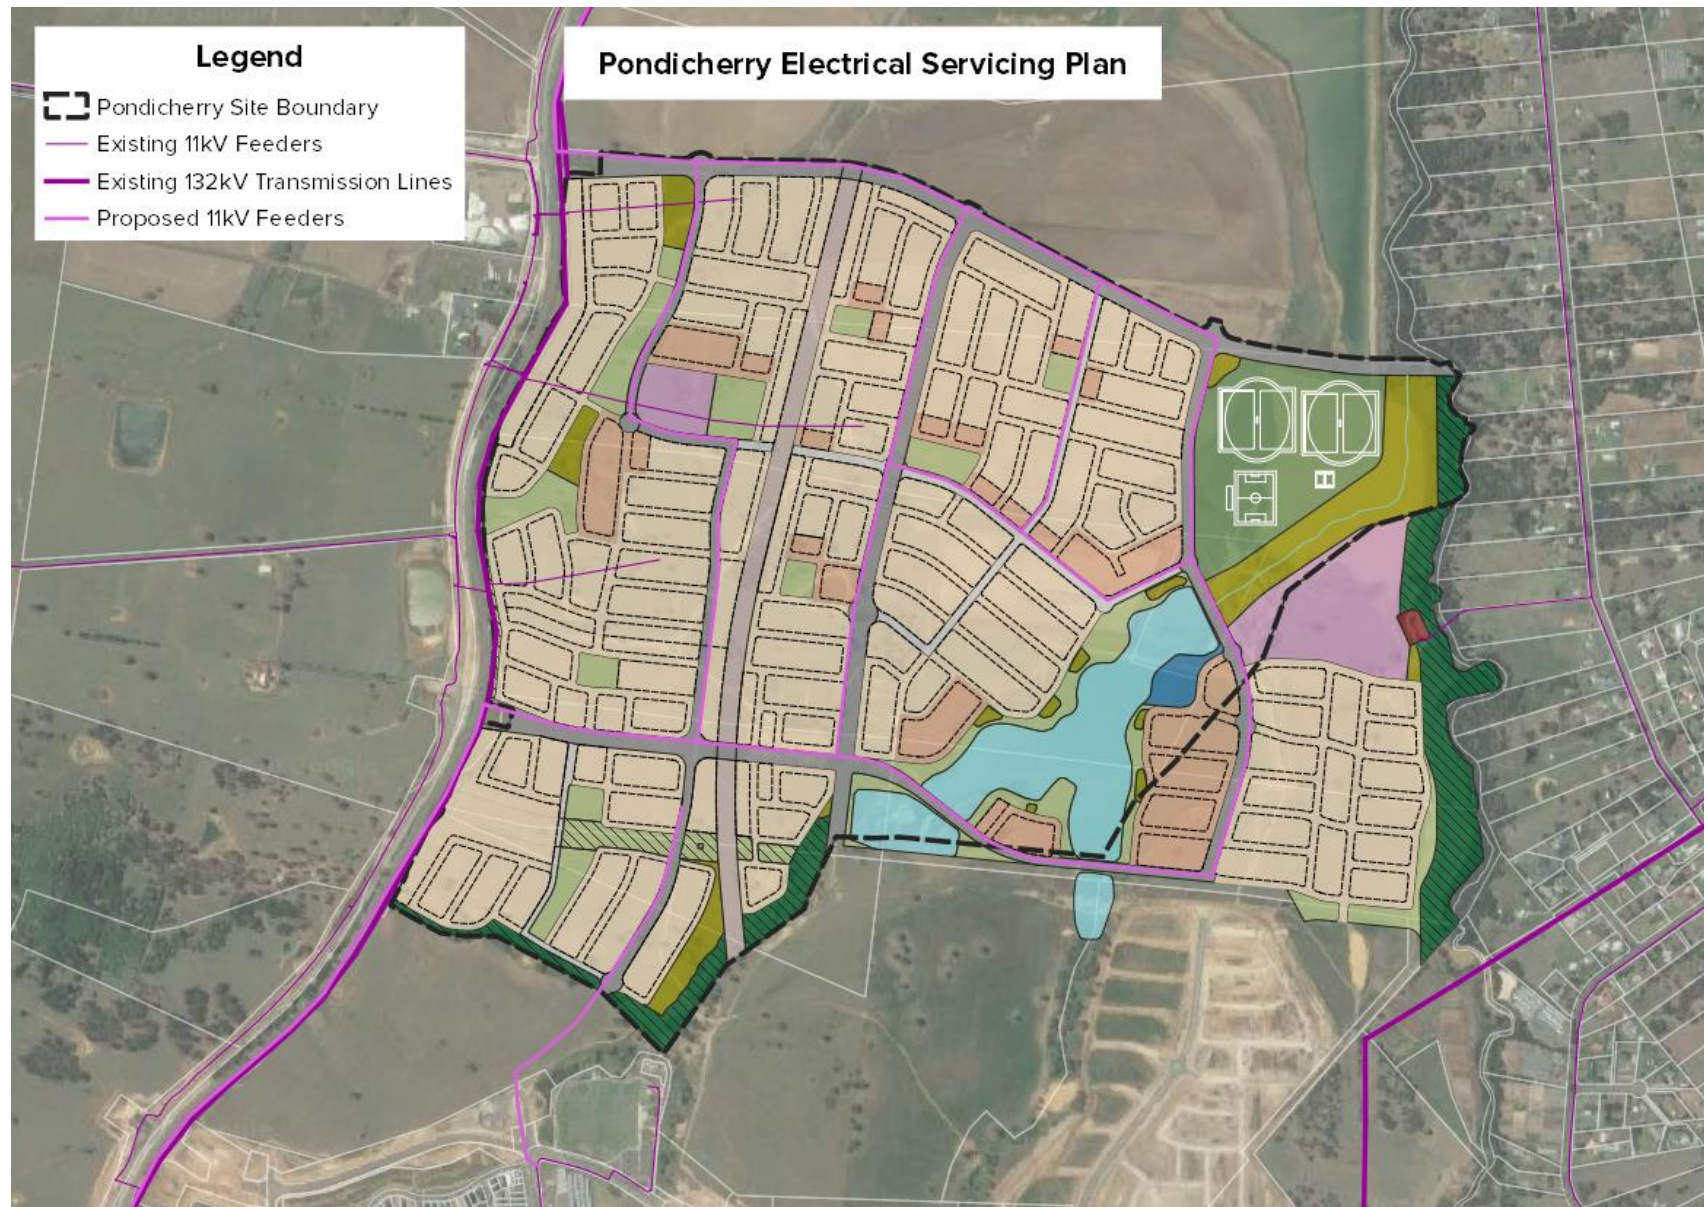 Legend
Pondicherry Site Boundary
Existing 11kV Feeders
Existing 132kV Transmission Lines
Proposed 11kV Feeders
Pondicherry Electrical Servicing Plan